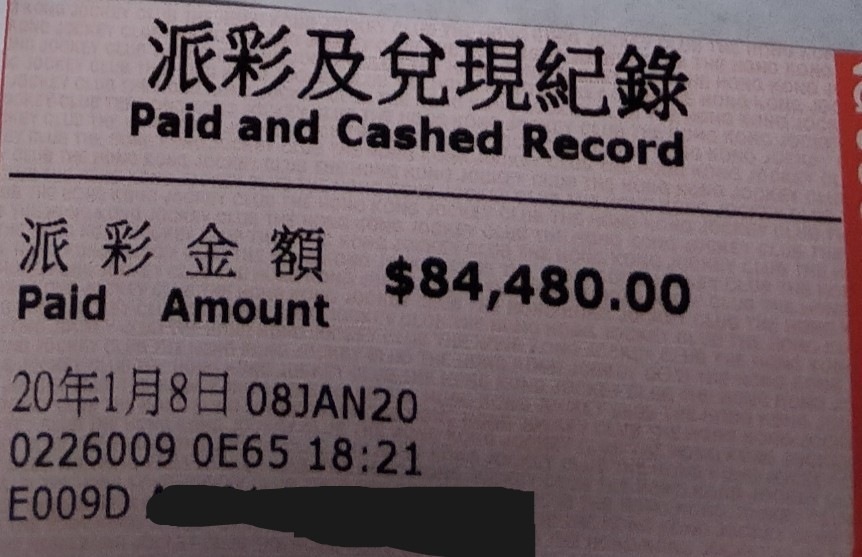 派彩及兌現紀錄
Paid and Cashed Record
派彩金額 $84,480.00
Paid Amount
20年1月8日 08JAN20
0226009 0E65 18:21
E009D